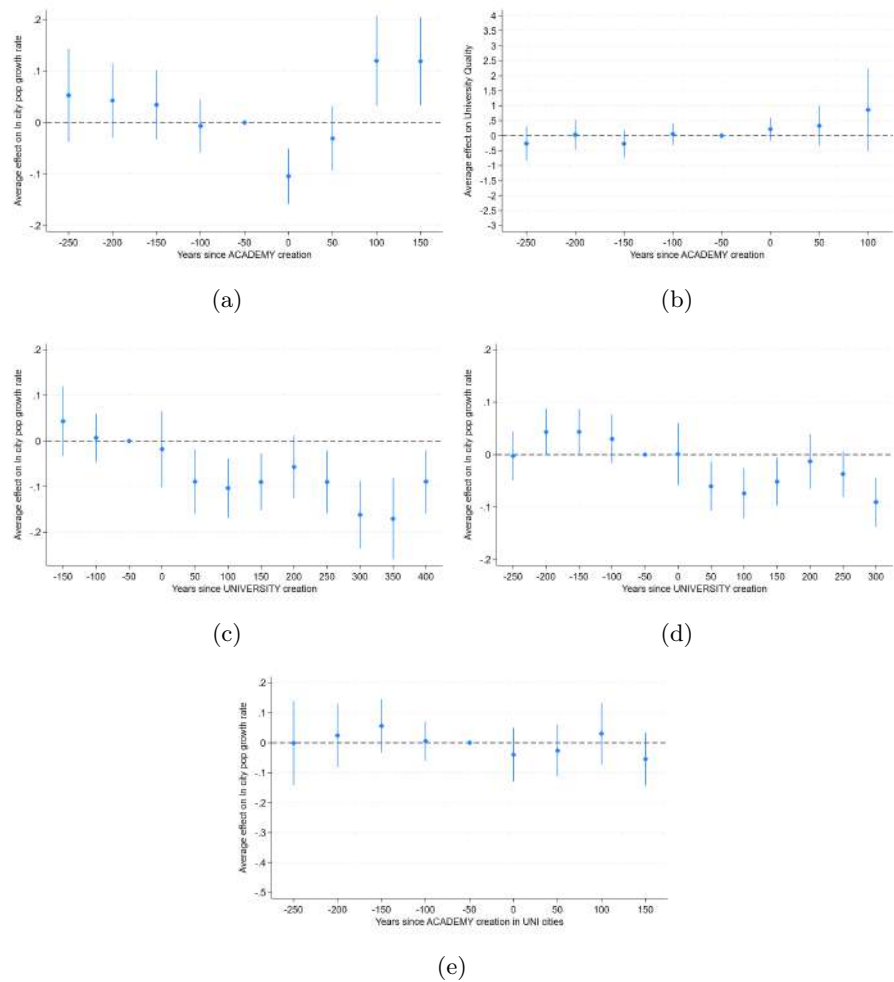 Average effect on ln city pop growth rate
.2
.1
0
-.1
-.2
-250 -200 -150 -100 -50 0 50 100 150
Years since ACADEMY creation
(a)
Average effect on University Quality
4
3.5
3
2.5
2
1.5
1
.5
0
-.5
-1
-1.5
-2
-2.5
-3
-250 -200 -150 -100 -50 0 50 100
Years since ACADEMY creation
(b)
Average effect on ln city pop growth rate
.2
.1
0
-.1
-.2
-150 -100 -50 0 50 100 150 200 250 300 350 400
Years since UNIVERSITY creation
(c)
Average effect on ln city pop growth rate
.2
.1
0
-.1
-.2
-250 -200 -150 -100 -50 0 50 100 150 200 250 300
Years since UNIVERSITY creation
(d)
Average effect on ln city pop growth rate
.2
.1
0
-.1
-.2
-.3
-.4
-.5
-250 -200 -150 -100 -50 0 50 100 150
Years since ACADEMY creation in UNI cities
(e)